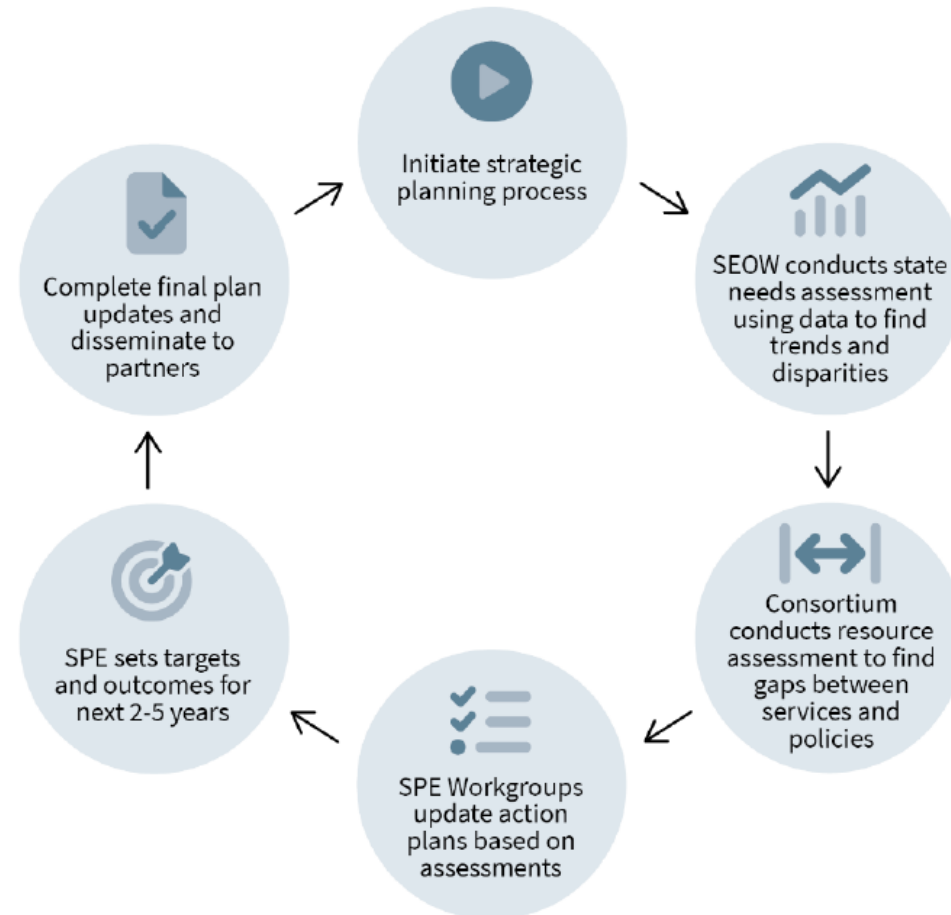 Initiate strategic
planning process
SEOW conducts state
needs assessment
using data to find
trends and
disparities
Consortium
conducts resource
assessment to find
gaps between
services and
policies
SPE Workgroups
update action
plans based on
assessments
SPE sets targets
and outcomes for
next 2-5 years
Complete final plan
updates and
disseminate to
partners